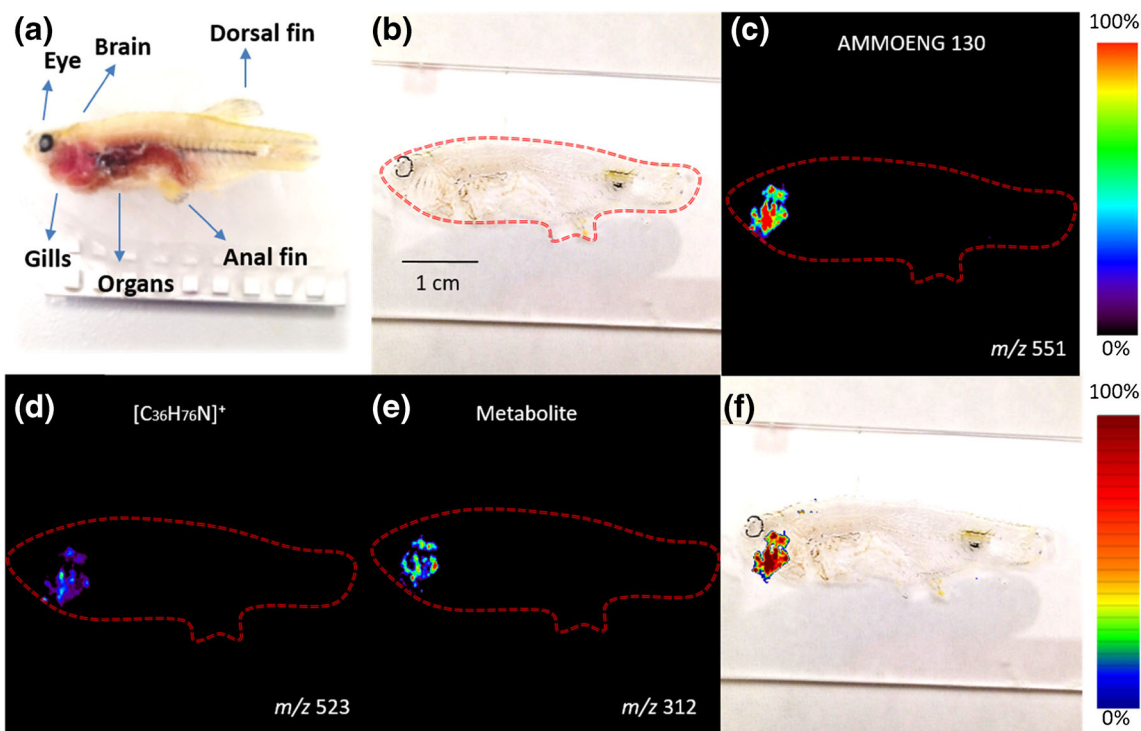 (a)
Eye
Brain
Dorsal fin
Gills
Organs
Anal fin
(b)
1 cm
(c)
AMMOENG 130
m/z 551
100%
0%
(d)
[C₃₆H₇₆N]⁺
m/z 523
(e)
Metabolite
m/z 312
(f)
100%
0%